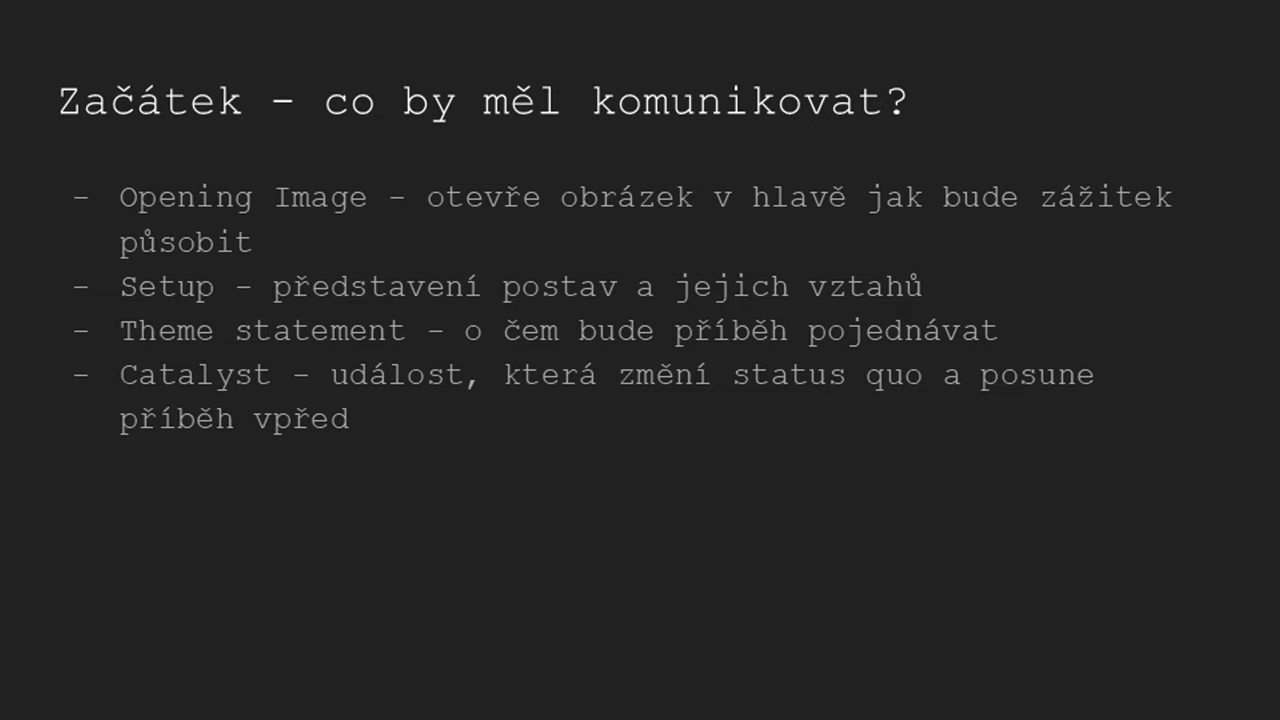 Začátek - co by měl komunikovat?
- Opening Image - otevře obrázek v hlavě jak bude zážitek
působit
- Setup - představení postav a jejich vztahů
- Theme statement - o čem bude příběh pojednávat
- Catalyst - událost, která změní status quo a posune
příběh vpřed